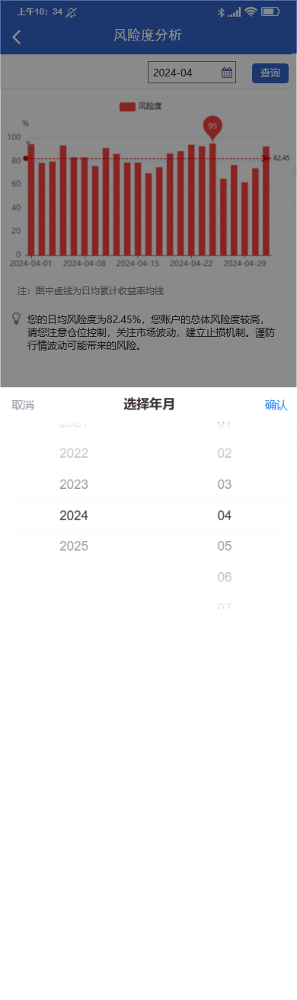 上午10：34
风险度分析
2024-04
查询
风险度
%
95
100
%
80
82.45
60
40
20
0
2024-04-01 2024-04-08 2024-04-15 2024-04-22 2024-04-29
注：图中虚线为日均累计收益率均线
您的日均风险度为82.45%，您账户的总体风险度较高，
请您注意仓位控制，关注市场波动，建立止损机制。谨防
行情波动可能带来的风险。
取消 选择年月 确认
2021 01
2022 02
2023 03
2024 04
2025 05
06
07